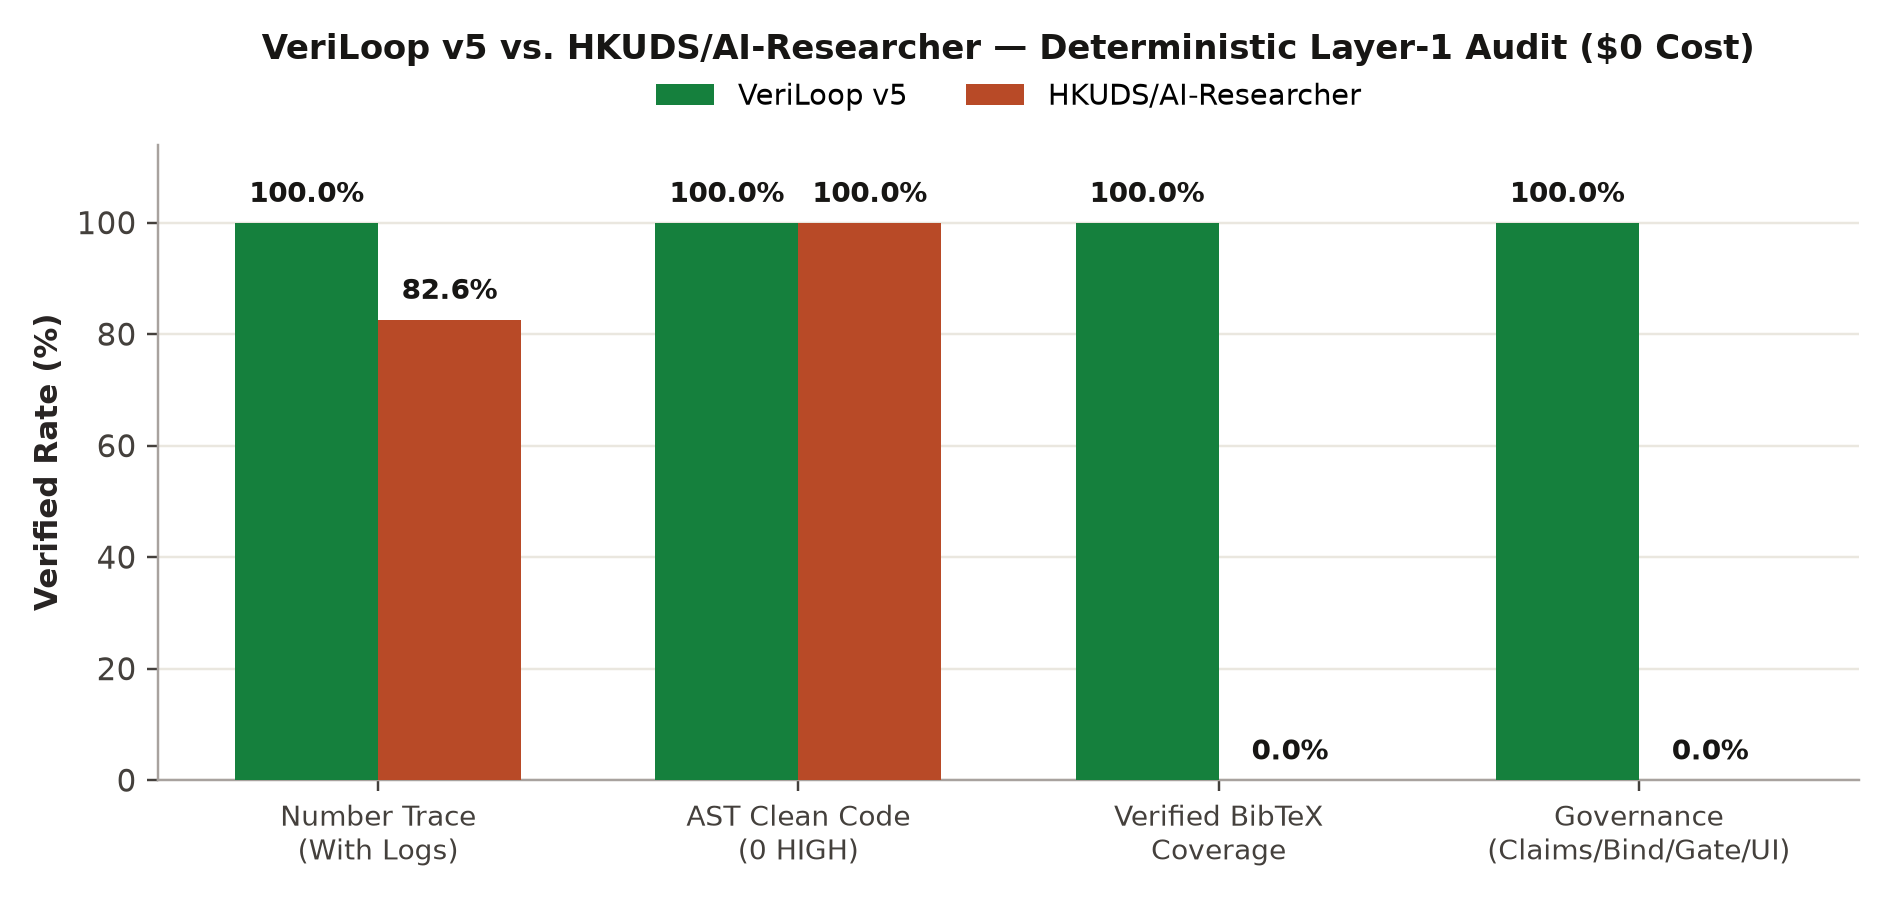 VeriLoop v5 vs. HKUDS/AI-Researcher — Deterministic Layer-1 Audit ($0 Cost)
VeriLoop v5
HKUDS/AI-Researcher
Verified Rate (%)
100
80
60
40
20
0
100.0%
82.6%
100.0%
100.0%
100.0%
0.0%
100.0%
0.0%
Number Trace
(With Logs)
AST Clean Code
(0 HIGH)
Verified BibTeX
Coverage
Governance
(Claims/Bind/Gate/UI)